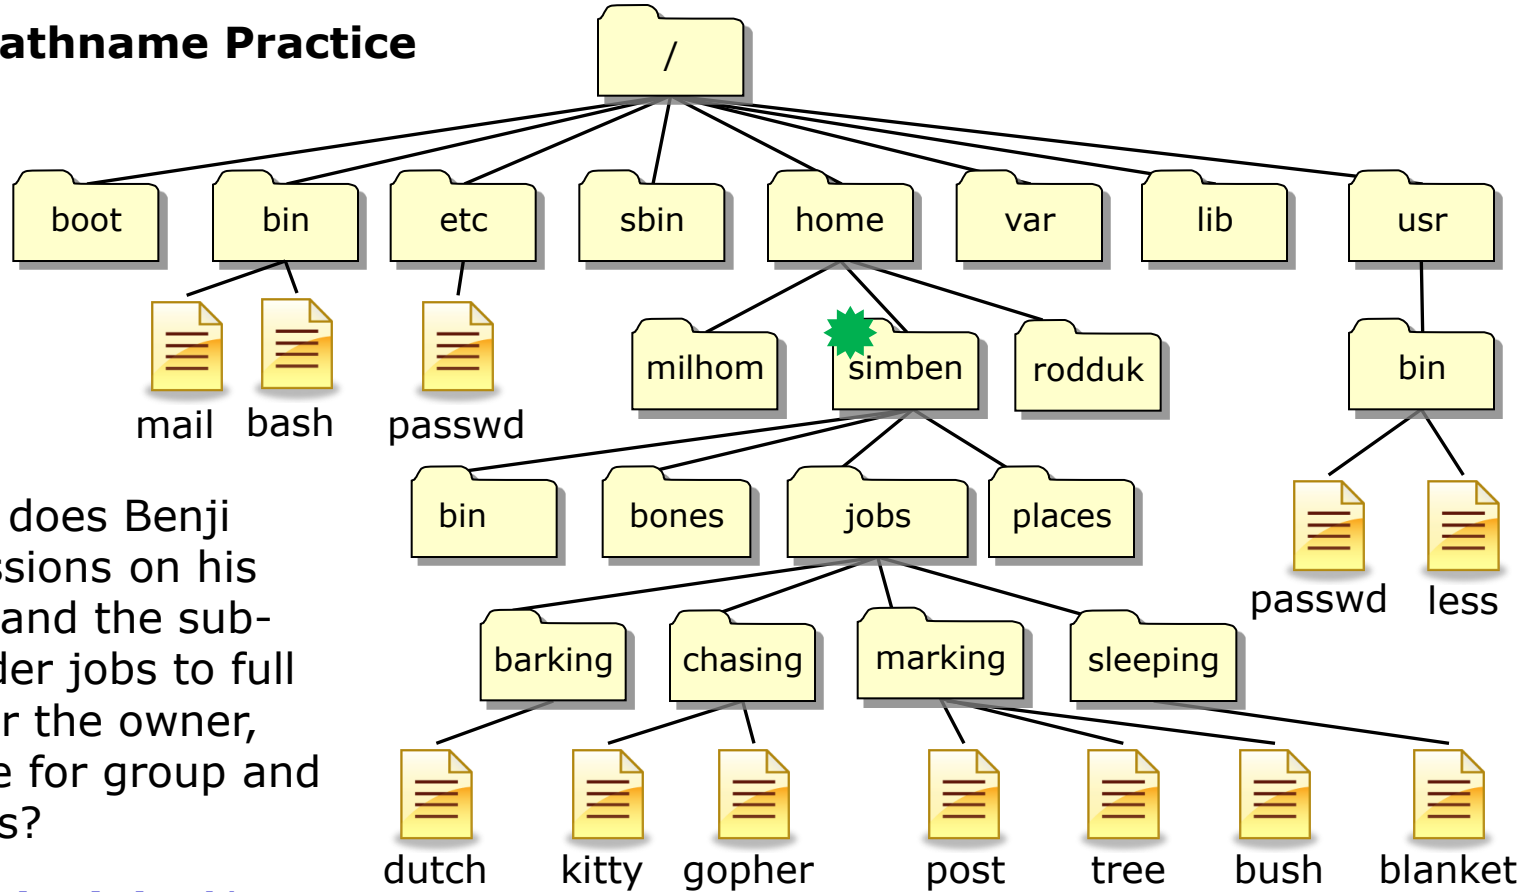 athname Practice
/
boot bin etc sbin home var lib usr
mail bash passwd
milhom simben rodduk bin
bin bones jobs places
passwd less
barking chasing marking sleeping
dutch kitty gopher post tree bush blanket
does Benji
ssions on his
and the sub-
der jobs to full
r the owner,
e for group and
s?